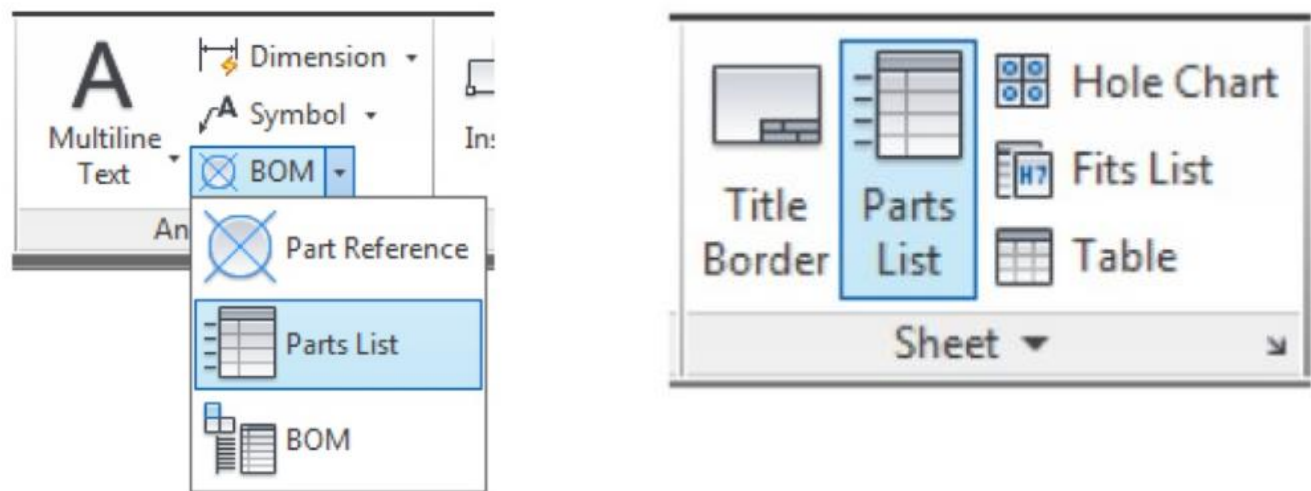 A
Multiline
Text
Dimension
A Symbol
BOM
Ins
An
Part Reference
Parts List
BOM
Title
Border
Parts
List
Hole Chart
H7 Fits List
Table
Sheet